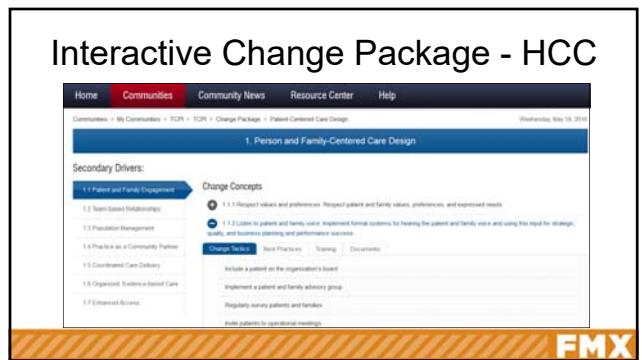 Interactive Change Package - HCC
Home Communities Community News Resource Center Help
Communities > My Communities > TCPI > TCPI > Change Package > Patient-Centered Care Design Wednesday, May 18, 2016
1. Person and Family-Centered Care Design
Secondary Drivers:
1.1 Patient and Family Engagement
1.2 Team-based Relationships
1.3 Population Management
1.4 Practice as a Community Partner
1.5 Coordinated Care Delivery
1.6 Organized, Evidence-based Care
1.7 Enhanced Access
Change Concepts
1.1.1 Respect values and preferences: Respect patient and family values, preferences, and expressed needs
1.1.2 Listen to patient and family voice: Implement formal systems for hearing the patient and family voice and using this input for strategic,
quality, and business planning and performance success
Change Tactics Best Practices Training Documents
Include a patient on the organization's board
Implement a patient and family advisory group
Regularly survey patients and families
Invite patients to operational meetings
FMX